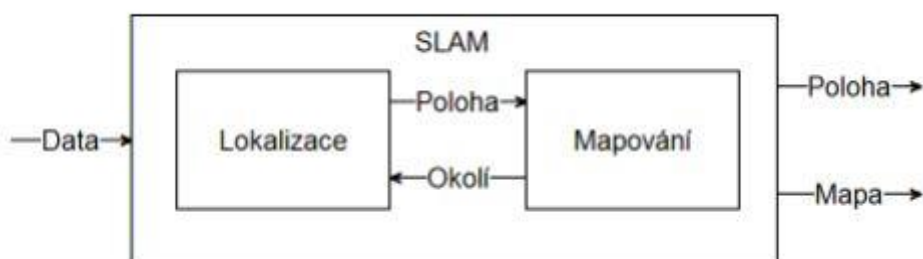 SLAM
Poloha
Poloha
Data
Lokalizace
Mapování
Okolí
Mapa